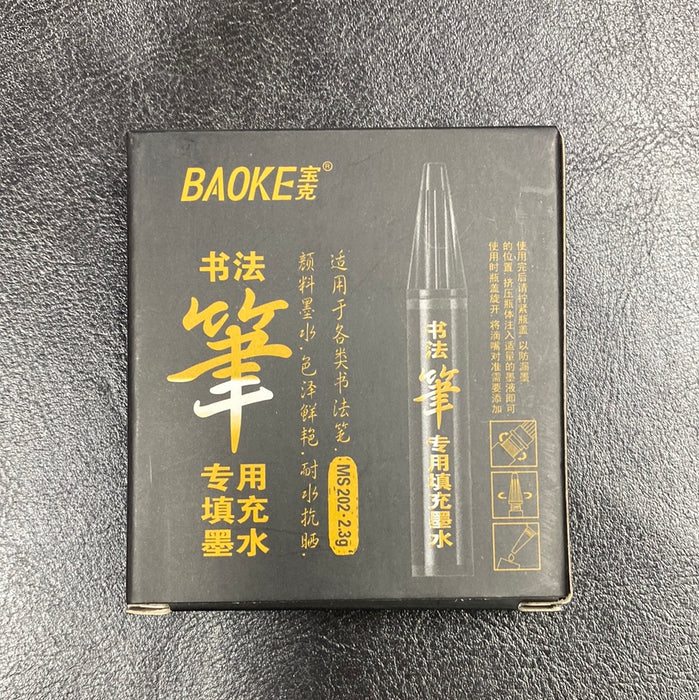 BAOKE宝克®
书法
筆
专用
填充
墨水
适用于各类书法笔·
颜料墨水·色泽鲜艳·耐水抗晒·
MS202·2.3g
书法
筆
专用填充墨水
使用时瓶盖旋开，将滴嘴对准需要添加
的位置，挤压瓶体注入适量的墨液即可
使用完后请拧紧瓶盖，以防漏墨